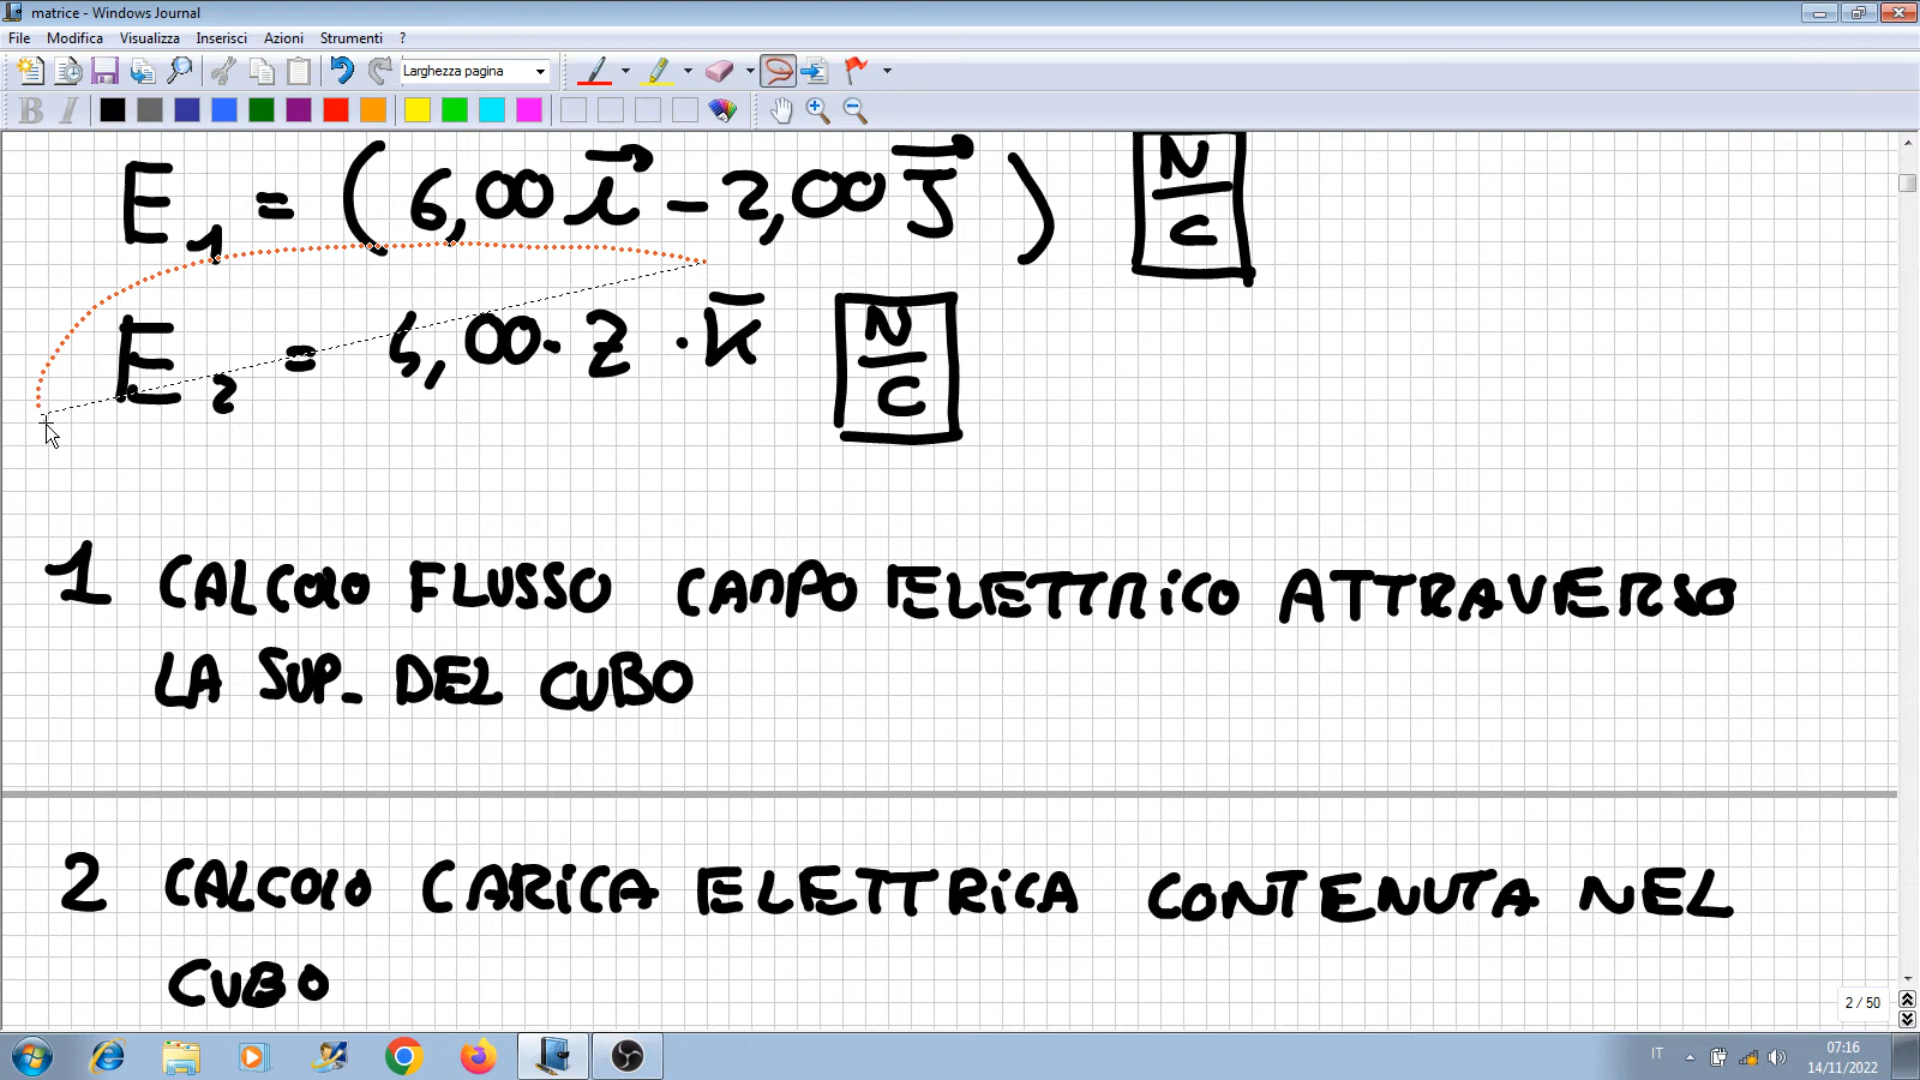 matrice - Windows Journal
File Modifica Visualizza Inserisci Azioni Strumenti ?
Larghezza pagina
B I
E1 = (6,00 i - 2,00 J) N/C
E2 = 4,00 · Z · K N/C
1 CALCOLO FLUSSO CAMPO ELETTRICO ATTRAVERSO
LA SUP. DEL CUBO
2 CALCOLO CARICA ELETTRICA CONTENUTA NEL
CUBO
2 / 50
IT
07:16
14/11/2022